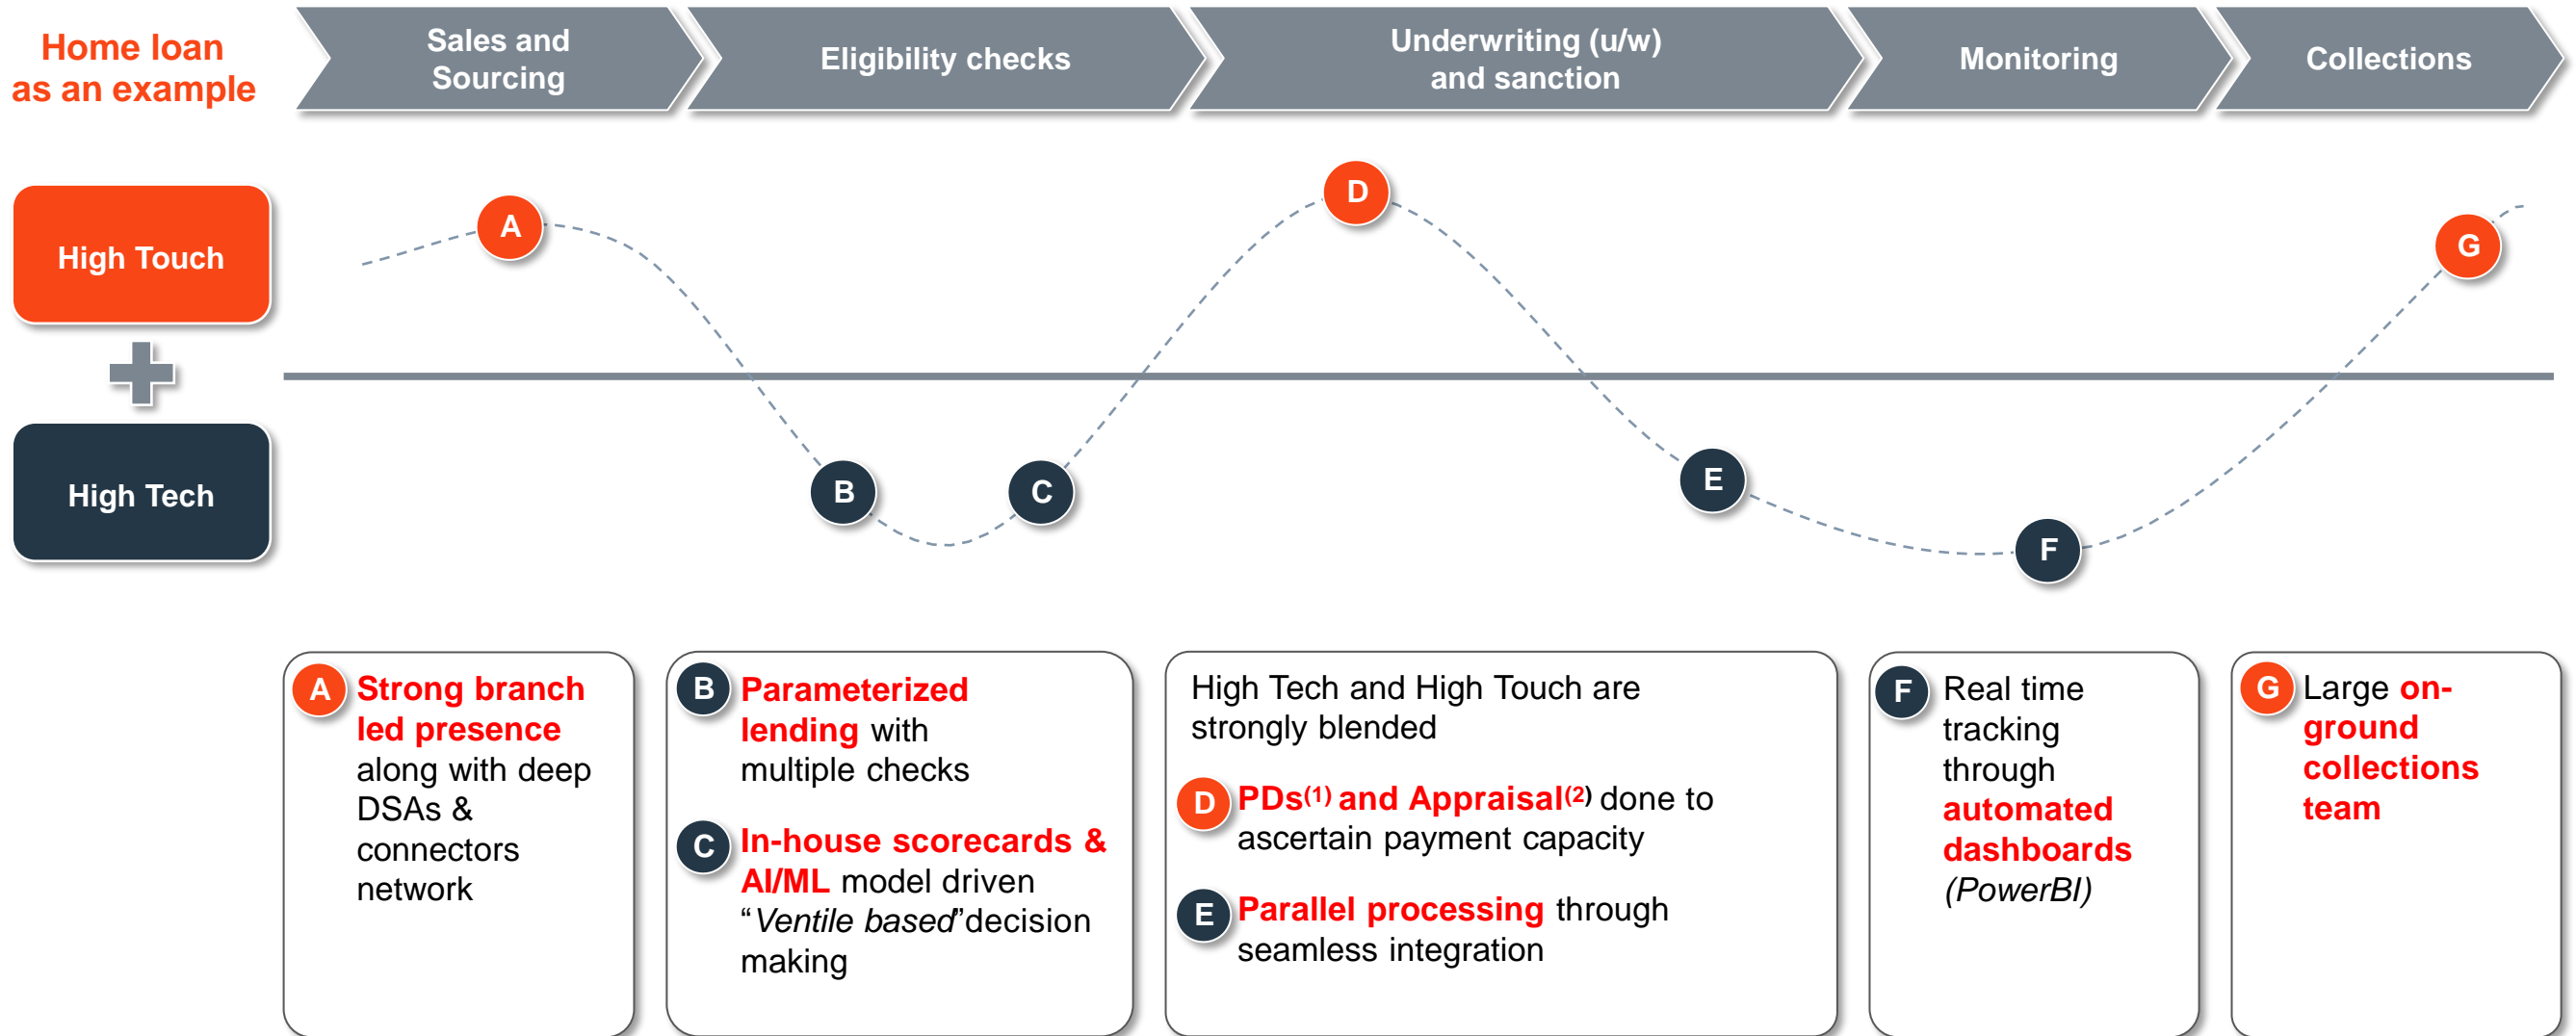 Home loan
as an example
Sales and
Sourcing
Eligibility checks
Underwriting (u/w)
and sanction
Monitoring
Collections
High Touch
High Tech
A
B
C
D
E
F
G
A Strong branch
led presence
along with deep
DSAs &
connectors
network
B Parameterized
lending with
multiple checks
C In-house scorecards &
AI/ML model driven
“Ventile based”decision
making
High Tech and High Touch are
strongly blended
D PDs(1) and Appraisal(2) done to
ascertain payment capacity
E Parallel processing through
seamless integration
F Real time
tracking
through
automated
dashboards
(PowerBI)
G Large on-
ground
collections
team